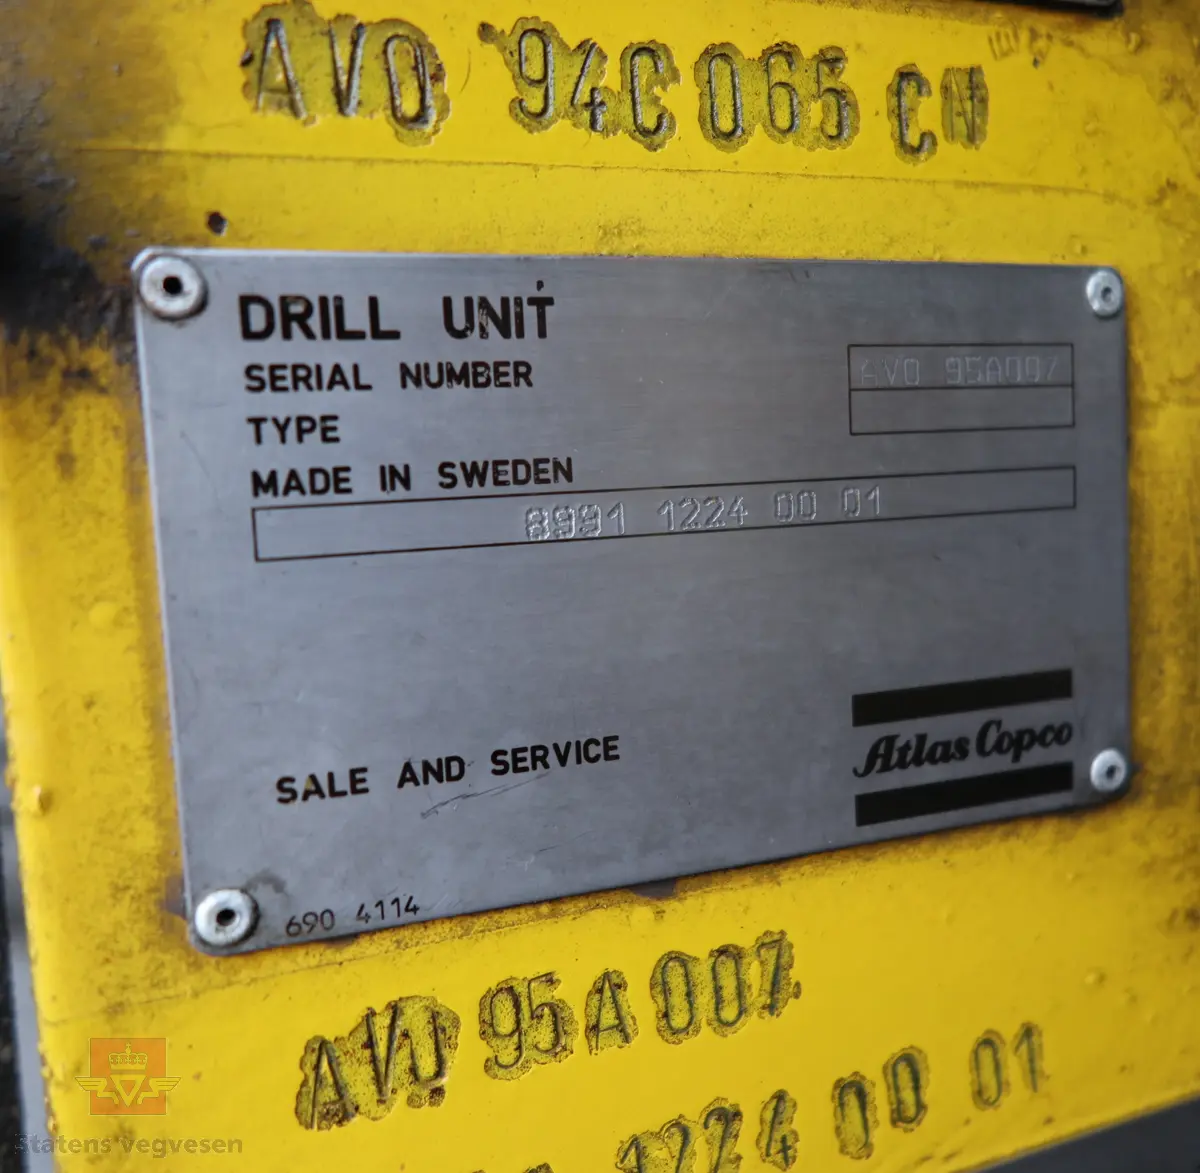 AVO 94C065 CN
DRILL UNIT
SERIAL NUMBER AVO 95A007
TYPE
MADE IN SWEDEN
8991 1224 00 01
SALE AND SERVICE
Atlas Copco
690 4114
AVO 95A007
1224 00 01
Statens vegvesen